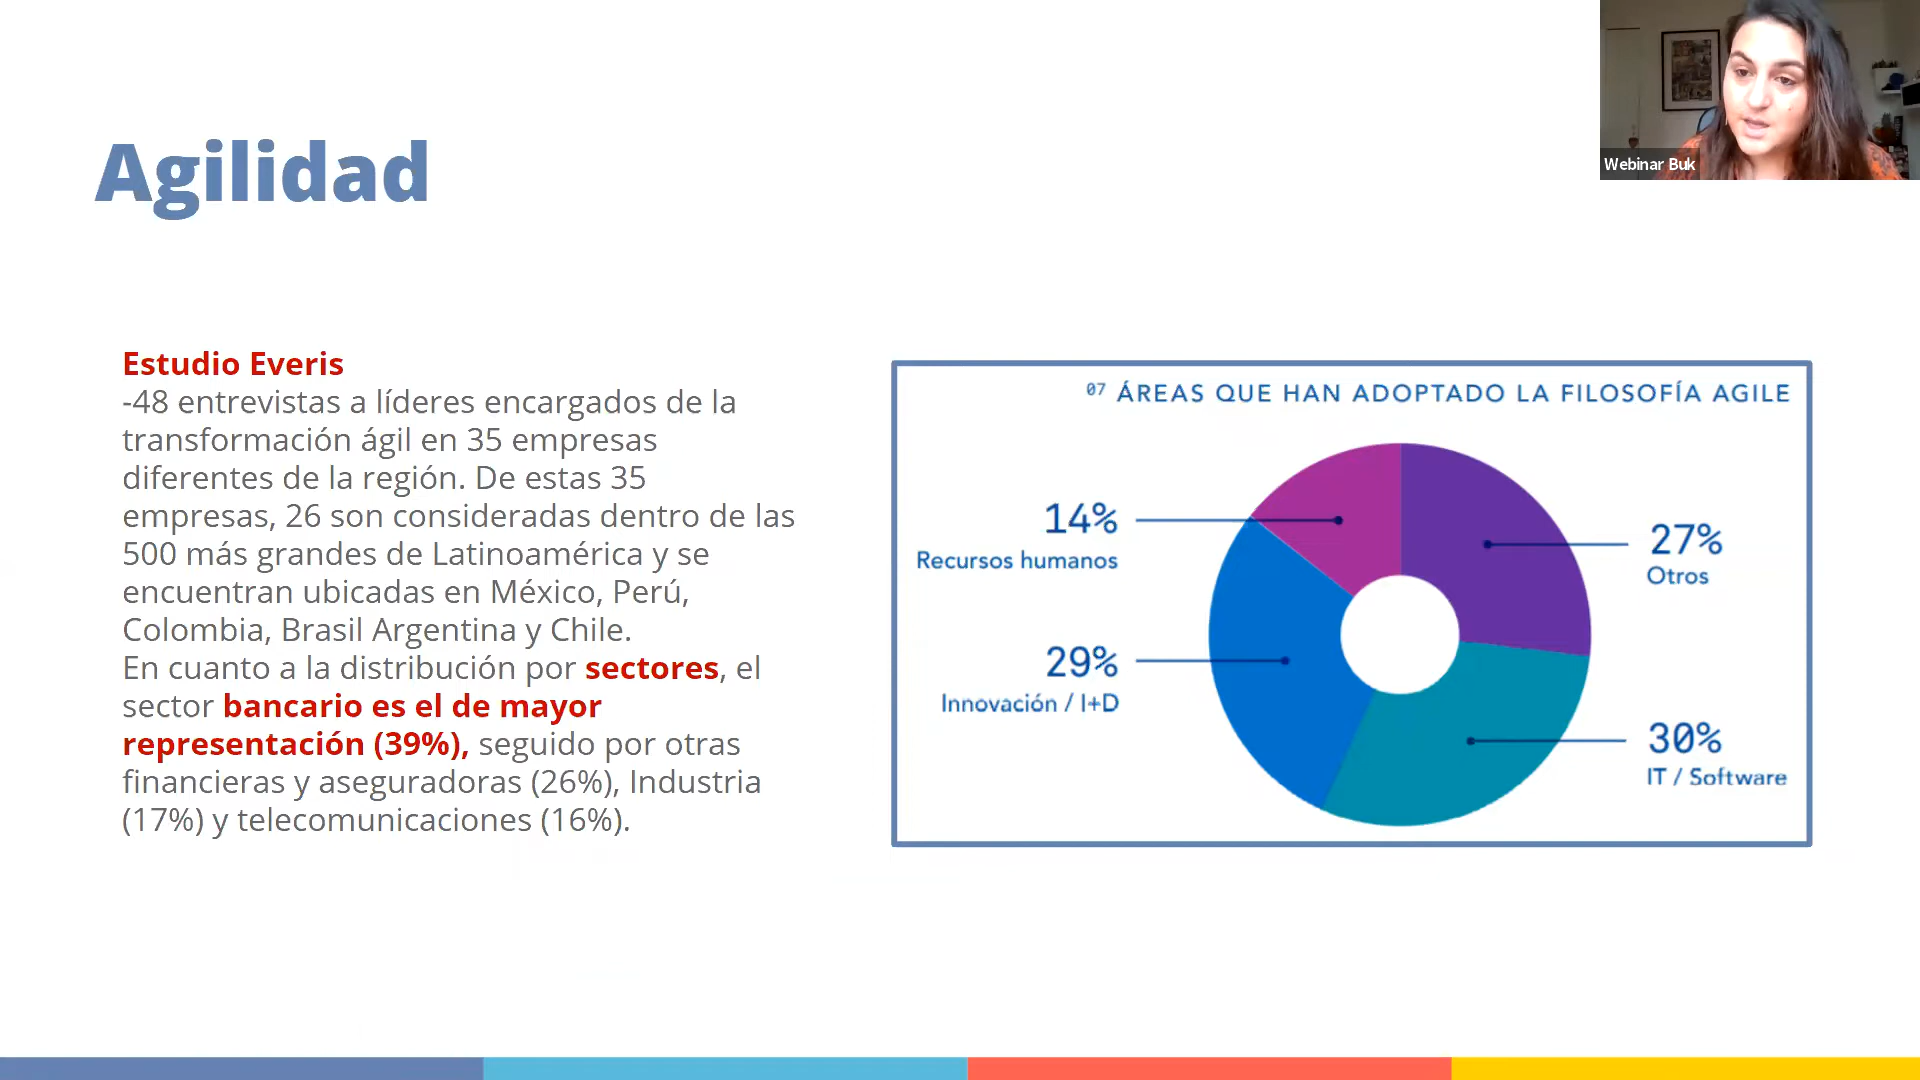 Webinar Buk
Agilidad
Estudio Everis
-48 entrevistas a líderes encargados de la
transformación ágil en 35 empresas
diferentes de la región. De estas 35
empresas, 26 son consideradas dentro de las
500 más grandes de Latinoamérica y se
encuentran ubicadas en México, Perú,
Colombia, Brasil Argentina y Chile.
En cuanto a la distribución por sectores, el
sector bancario es el de mayor
representación (39%), seguido por otras
financieras y aseguradoras (26%), Industria
(17%) y telecomunicaciones (16%).
07 ÁREAS QUE HAN ADOPTADO LA FILOSOFÍA AGILE
14%
Recursos humanos
29%
Innovación / I+D
27%
Otros
30%
IT / Software